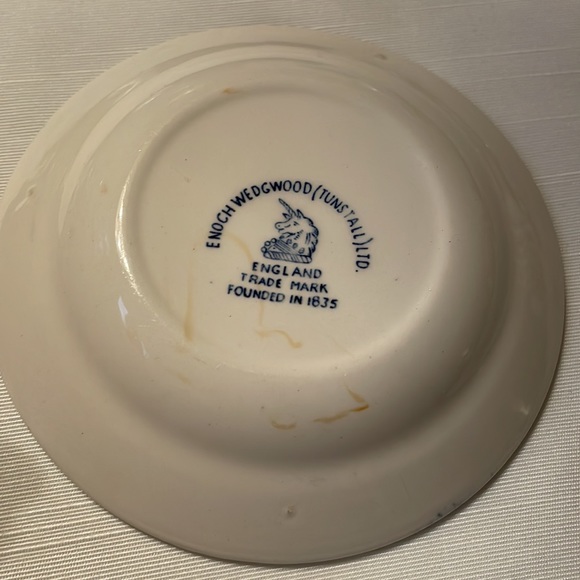 ENOCH WEDGWOOD (TUNSTALL) LTD.
ENGLAND
TRADE MARK
FOUNDED IN 1835